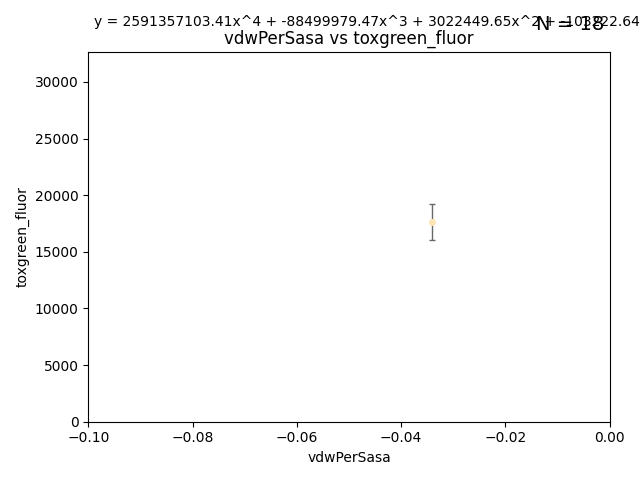 y = 2591357103.41x^4 + -88499979.47x^3 + 3022449.65x^2 +
N = 18
vdwPerSasa vs toxgreen_fluor
30000
25000
20000
15000
10000
5000
0
toxgreen_fluor
−0.10 −0.08 −0.06 −0.04 −0.02 0.00
vdwPerSasa